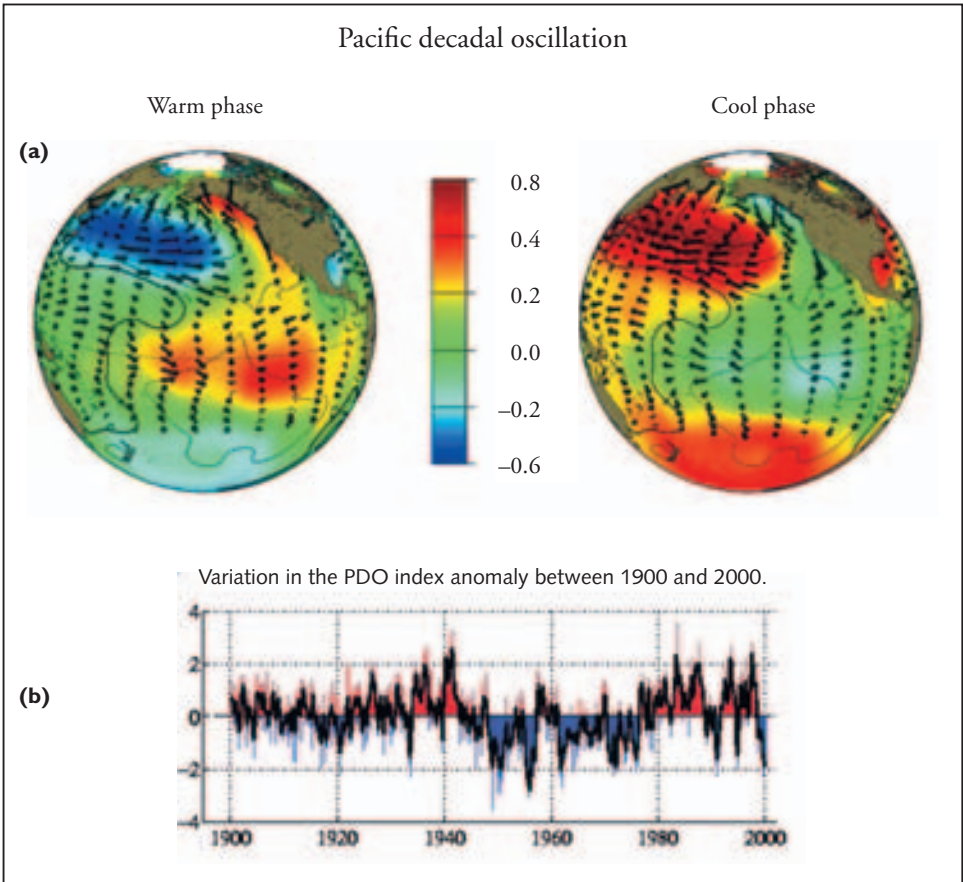 Pacific decadal oscillation
Warm phase
Cool phase
(a)
0.8
0.4
0.2
0.0
–0.2
–0.6
Variation in the PDO index anomaly between 1900 and 2000.
(b)
4
2
0
–2
–4
1900 1920 1940 1960 1980 2000